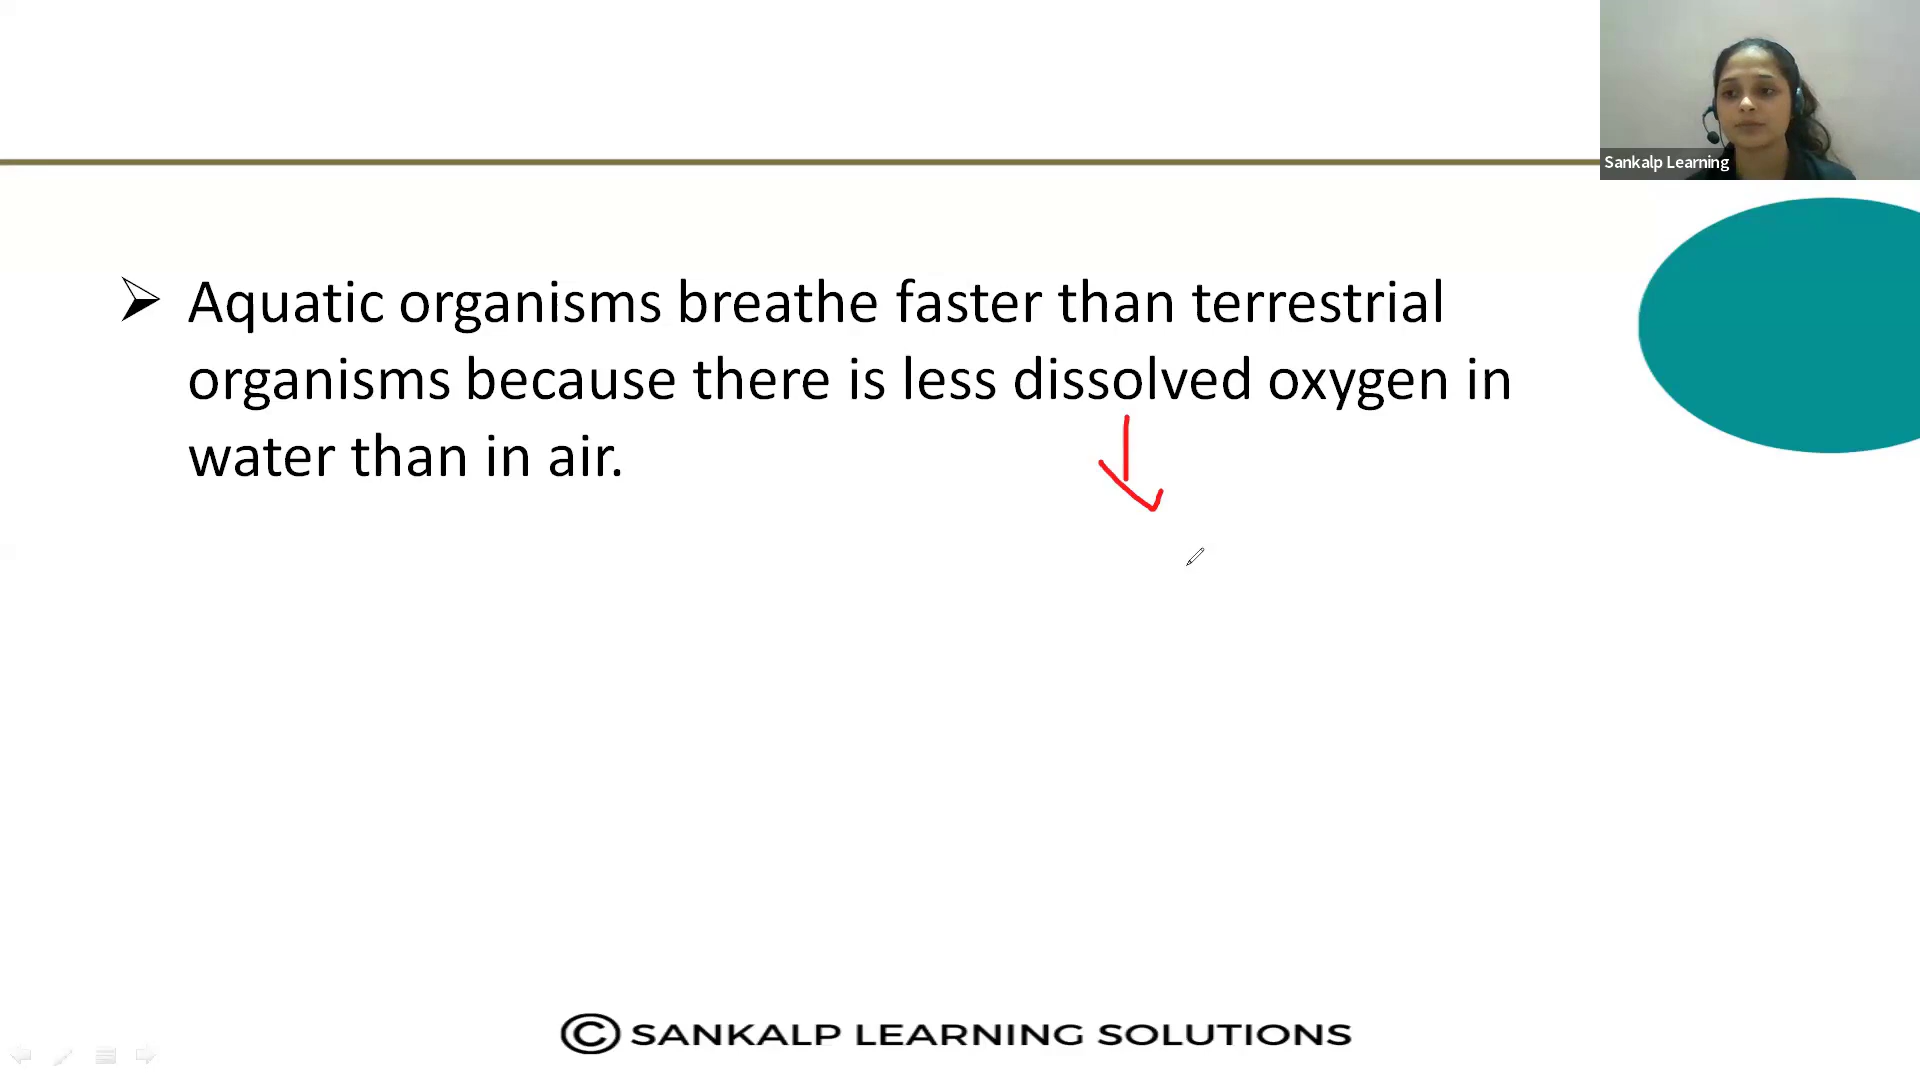 Sankalp Learning
Aquatic organisms breathe faster than terrestrial
organisms because there is less dissolved oxygen in
water than in air.
© SANKALP LEARNING SOLUTIONS